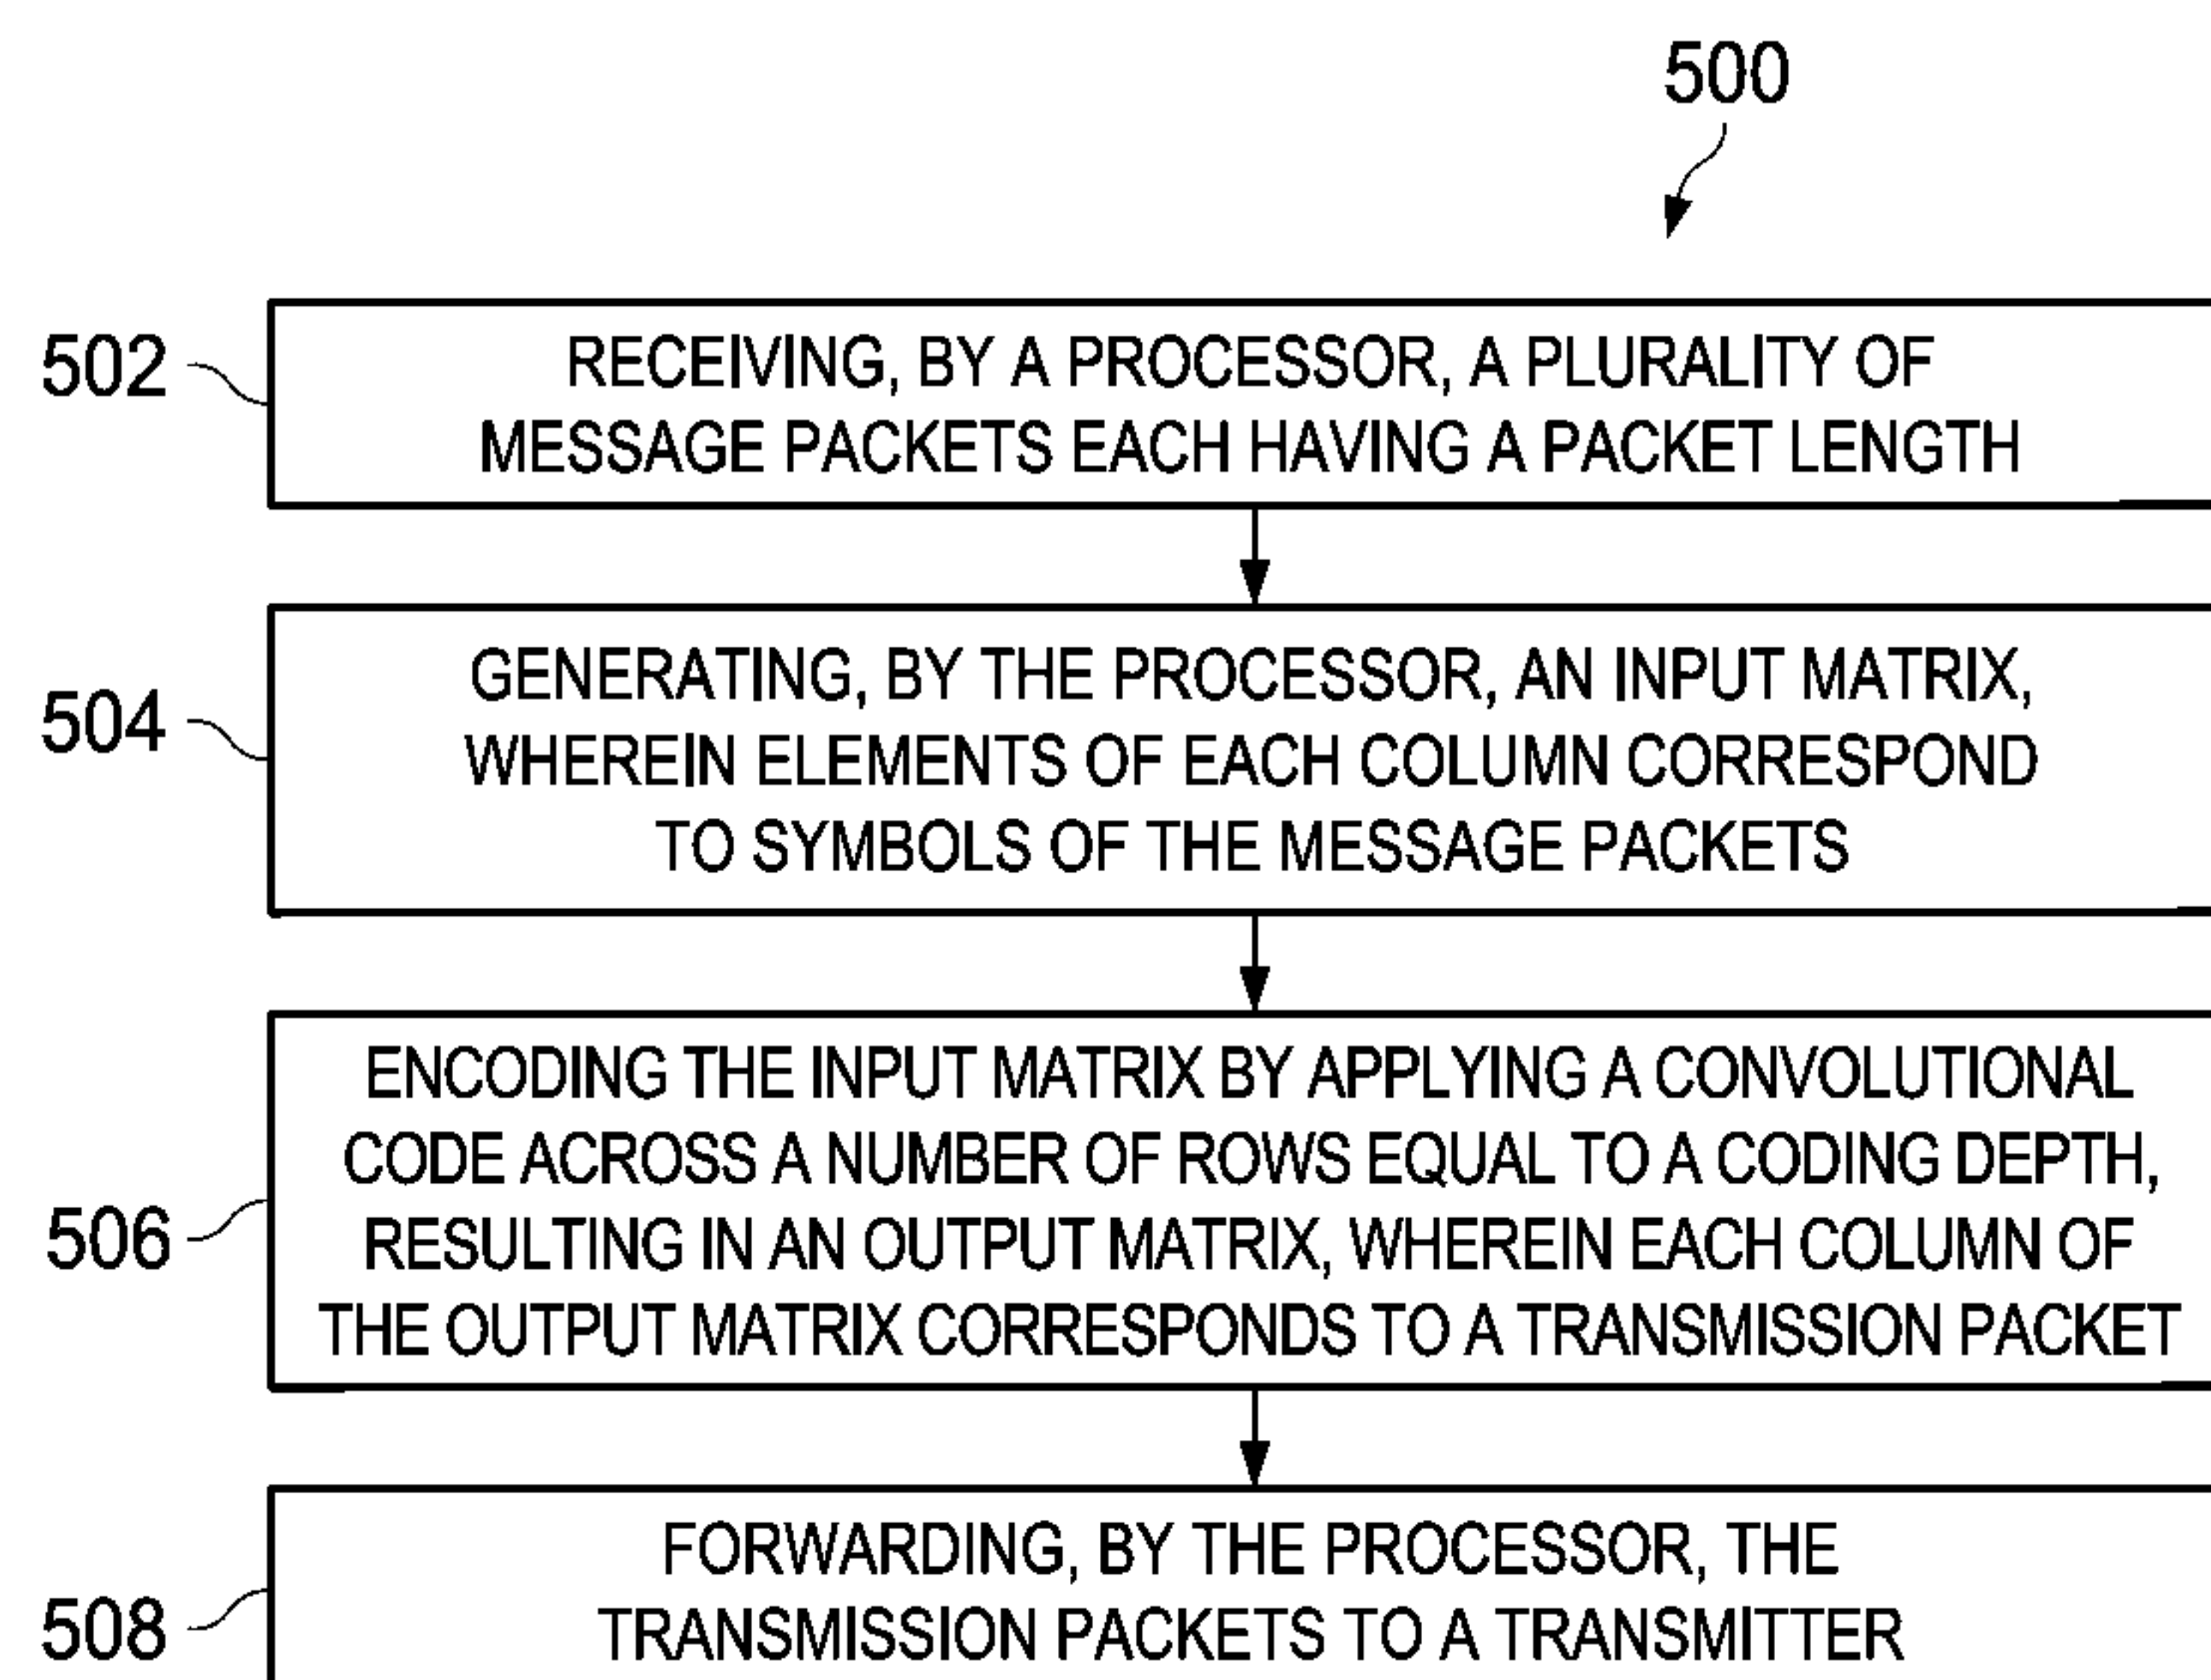 500
502
RECEIVING, BY A PROCESSOR, A PLURALITY OF
MESSAGE PACKETS EACH HAVING A PACKET LENGTH
504
GENERATING, BY THE PROCESSOR, AN INPUT MATRIX,
WHEREIN ELEMENTS OF EACH COLUMN CORRESPOND
TO SYMBOLS OF THE MESSAGE PACKETS
506
ENCODING THE INPUT MATRIX BY APPLYING A CONVOLUTIONAL
CODE ACROSS A NUMBER OF ROWS EQUAL TO A CODING DEPTH,
RESULTING IN AN OUTPUT MATRIX, WHEREIN EACH COLUMN OF
THE OUTPUT MATRIX CORRESPONDS TO A TRANSMISSION PACKET
508
FORWARDING, BY THE PROCESSOR, THE
TRANSMISSION PACKETS TO A TRANSMITTER